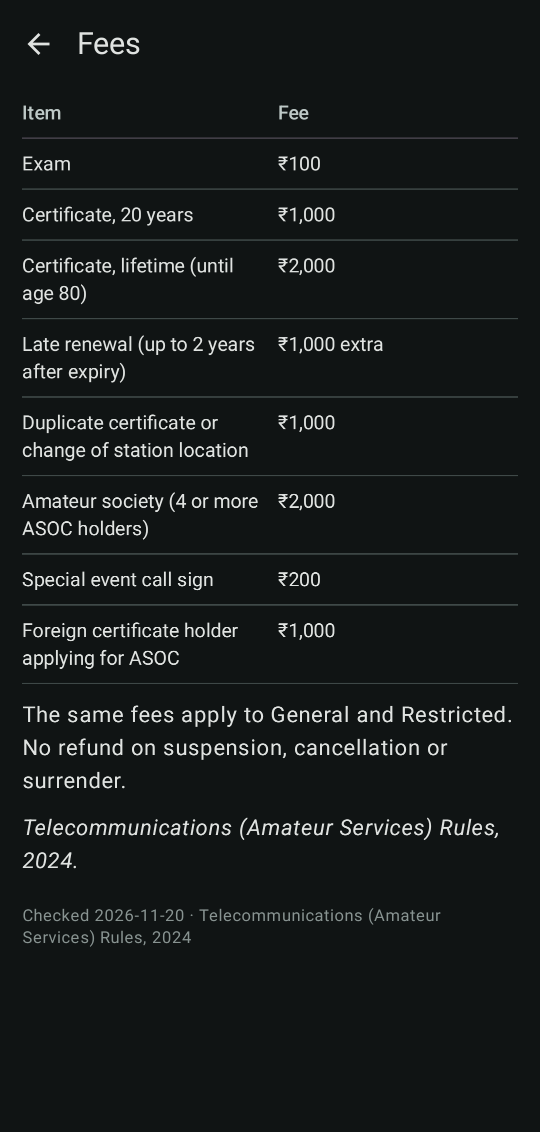 Fees
Item Fee
Exam ₹100
Certificate, 20 years ₹1,000
Certificate, lifetime (until ₹2,000
age 80)
Late renewal (up to 2 years ₹1,000 extra
after expiry)
Duplicate certificate or ₹1,000
change of station location
Amateur society (4 or more ₹2,000
ASOC holders)
Special event call sign ₹200
Foreign certificate holder ₹1,000
applying for ASOC
The same fees apply to General and Restricted.
No refund on suspension, cancellation or
surrender.
Telecommunications (Amateur Services) Rules,
2024.
Checked 2026-11-20 · Telecommunications (Amateur
Services) Rules, 2024